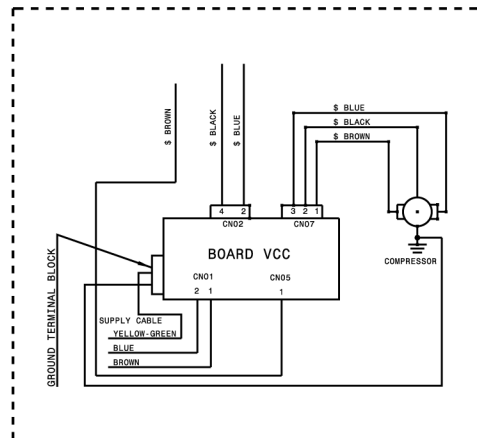 $ BROWN
$ BLACK
$ BLUE
$ BLUE
$ BLACK
$ BROWN
4 2
3 2 1
CN02
CN07
BOARD VCC
COMPRESSOR
CN01
CN05
2 1
1
GROUND TERMINAL BLOCK
SUPPLY CABLE
YELLOW-GREEN
BLUE
BROWN